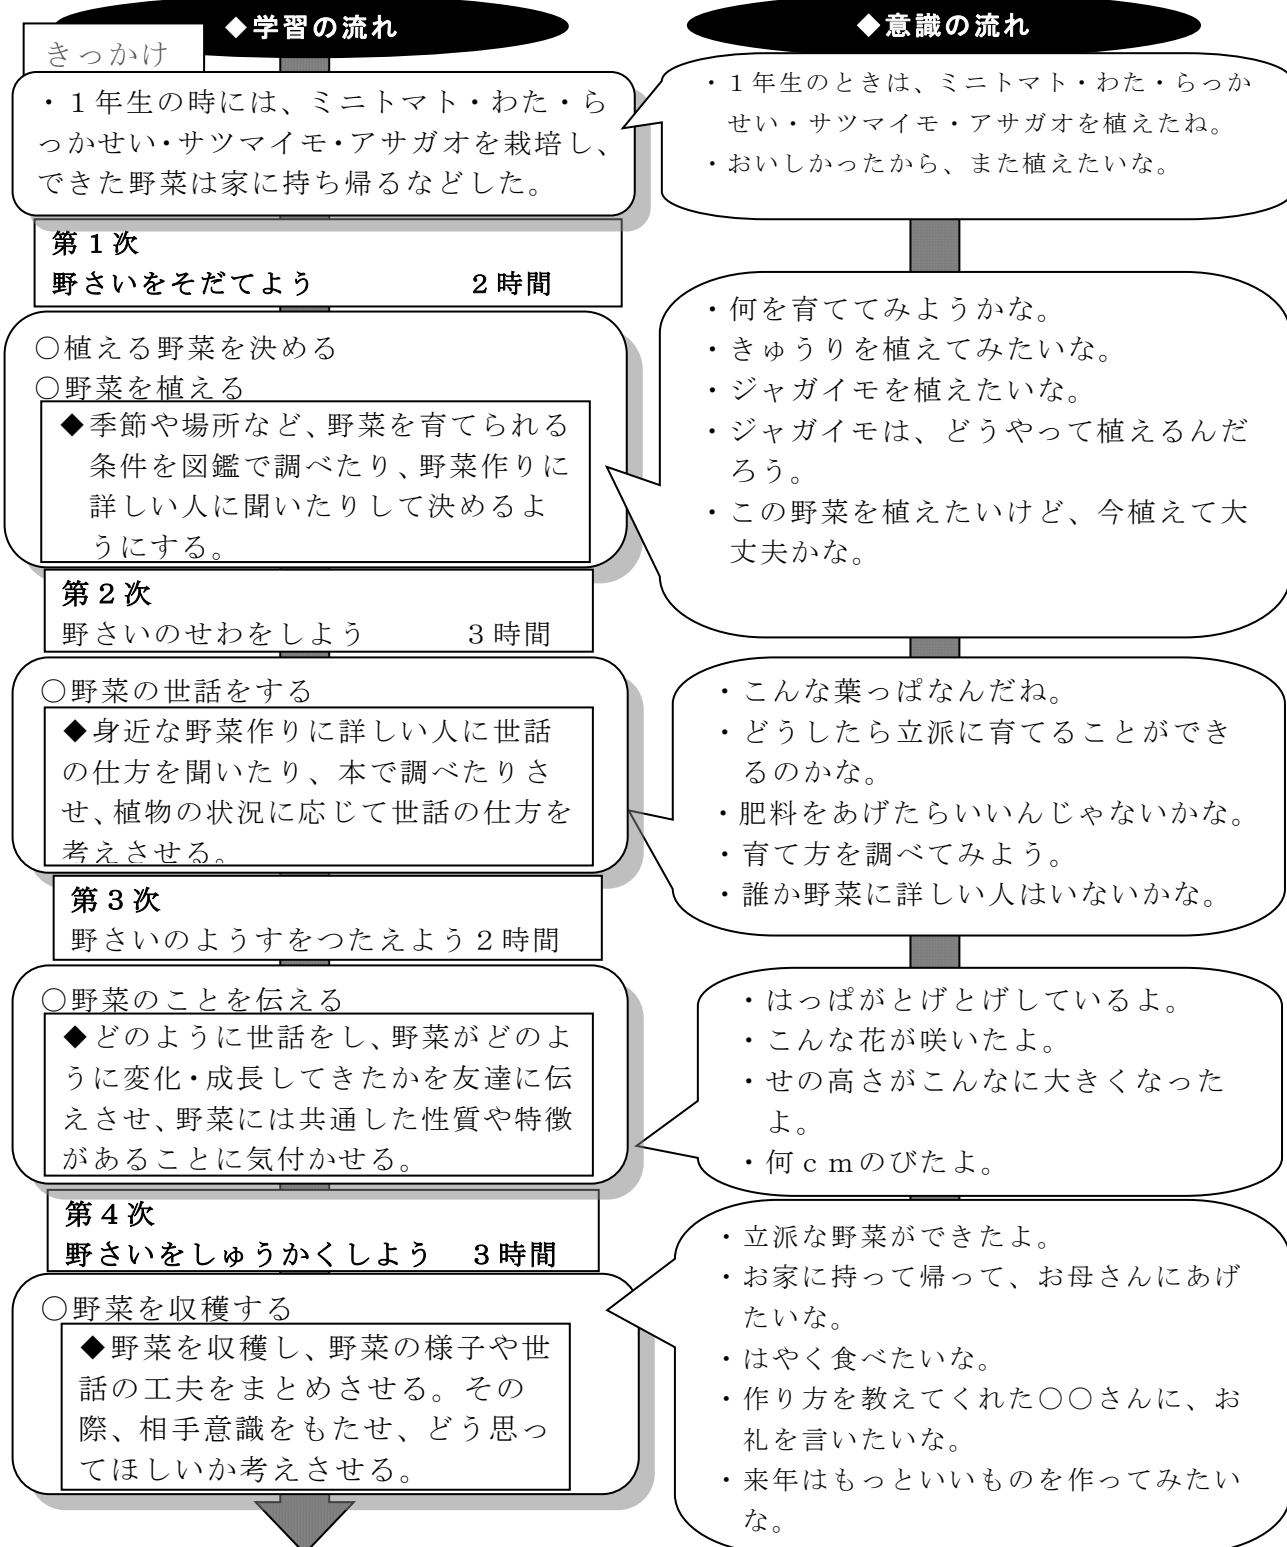 ◆学習の流れ
きっかけ
・１年生の時には、ミニトマト・わた・ら
っかせい・サツマイモ・アサガオを栽培し、
できた野菜は家に持ち帰るなどした。
第１次
野さいをそだてよう　　　　　２時間
○植える野菜を決める
○野菜を植える
◆季節や場所など、野菜を育てられる
条件を図鑑で調べたり、野菜作りに
詳しい人に聞いたりして決めるよ
うにする。
第２次
野さいのせわをしよう　　　３時間
○野菜の世話をする
◆身近な野菜作りに詳しい人に世話
の仕方を聞いたり、本で調べたりさ
せ、植物の状況に応じて世話の仕方を
考えさせる。
第３次
野さいのようすをつたえよう２時間
○野菜のことを伝える
◆どのように世話をし、野菜がどのよ
うに変化・成長してきたかを友達に伝
えさせ、野菜には共通した性質や特徴
があることに気付かせる。
第４次
野さいをしゅうかくしよう　３時間
○野菜を収穫する
◆野菜を収穫し、野菜の様子や世
話の工夫をまとめさせる。その
際、相手意識をもたせ、どう思っ
てほしいか考えさせる。
◆意識の流れ
・１年生のときは、ミニトマト・わた・らっか
せい・サツマイモ・アサガオを植えたね。
・おいしかったから、また植えたいな。
・何を育ててみようかな。
・きゅうりを植えてみたいな。
・ジャガイモを植えたいな。
・ジャガイモは、どうやって植えるんだ
ろう。
・この野菜を植えたいけど、今植えて大
丈夫かな。
・こんな葉っぱなんだね。
・どうしたら立派に育てることができ
るのかな。
・肥料をあげたらいいんじゃないかな。
・育て方を調べてみよう。
・誰か野菜に詳しい人はいないかな。
・はっぱがとげとげしているよ。
・こんな花が咲いたよ。
・せの高さがこんなに大きくなった
よ。
・何ｃｍのびたよ。
・立派な野菜ができたよ。
・お家に持って帰って、お母さんにあげ
たいな。
・はやく食べたいな。
・作り方を教えてくれた○○さんに、お
礼を言いたいな。
・来年はもっといいものを作ってみたい
な。